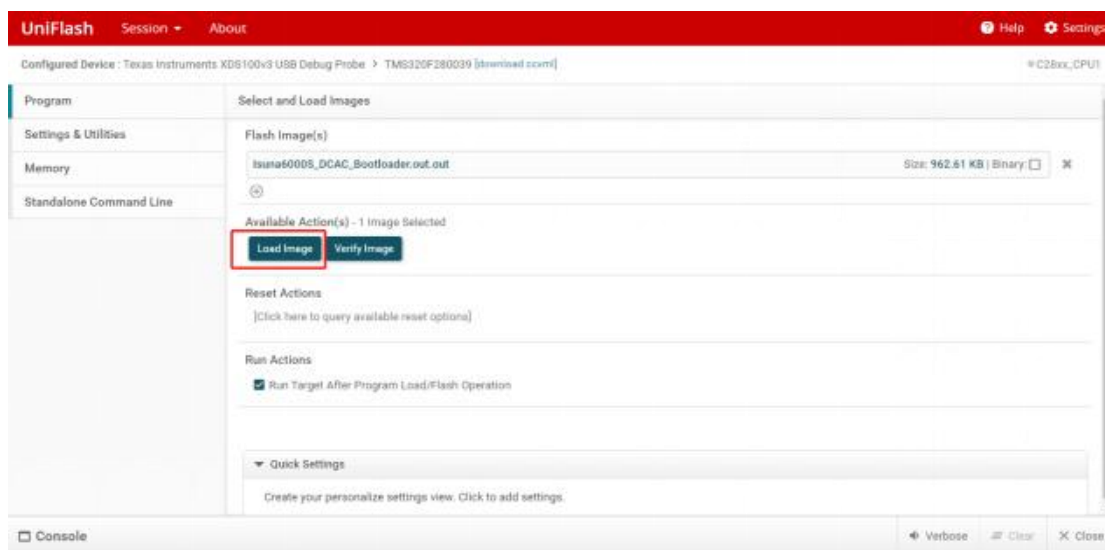 UniFlash Session About Help Settings
Configured Device : Texas Instruments XDS100v3 USB Debug Probe > TMS320F280039 [download ccxml] C28xx_CPU1
Program
Select and Load Images
Settings & Utilities
Flash Image(s)
Memory
tsuna6000S_DCAC_Bootloader.out.out Size: 962.61 KB | Binary:
Standalone Command Line
Available Action(s) - 1 Image Selected
Load Image Verify Image
Reset Actions
[Click here to query available reset options]
Run Actions
Run Target After Program Load/Flash Operation
Quick Settings
Create your personalize settings view. Click to add settings.
Console Verbose Clear Close